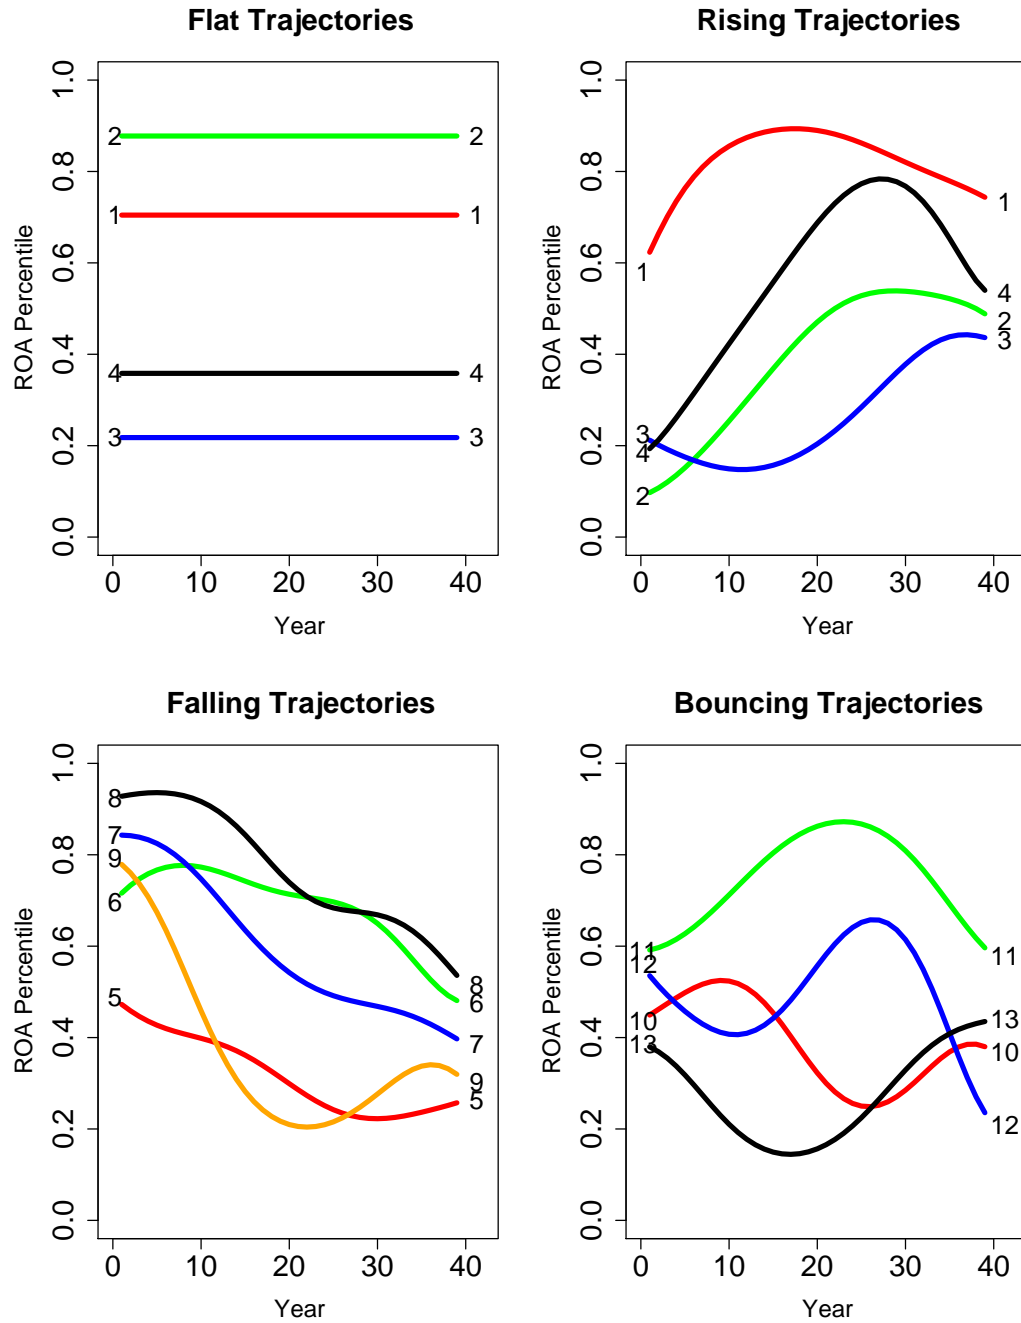 Flat Trajectories
ROA Percentile
0.0 0.2 0.4 0.6 0.8 1.0
2 2
1 1
4 4
3 3
0 10 20 30 40
Year
Rising Trajectories
ROA Percentile
0.0 0.2 0.4 0.6 0.8 1.0
1 1
4
2
3 3
4
2
0 10 20 30 40
Year
Falling Trajectories
ROA Percentile
0.0 0.2 0.4 0.6 0.8 1.0
8
7
9
6
5
8
6
7
9
5
0 10 20 30 40
Year
Bouncing Trajectories
ROA Percentile
0.0 0.2 0.4 0.6 0.8 1.0
11 11
12
10
13
13
10
12
0 10 20 30 40
Year